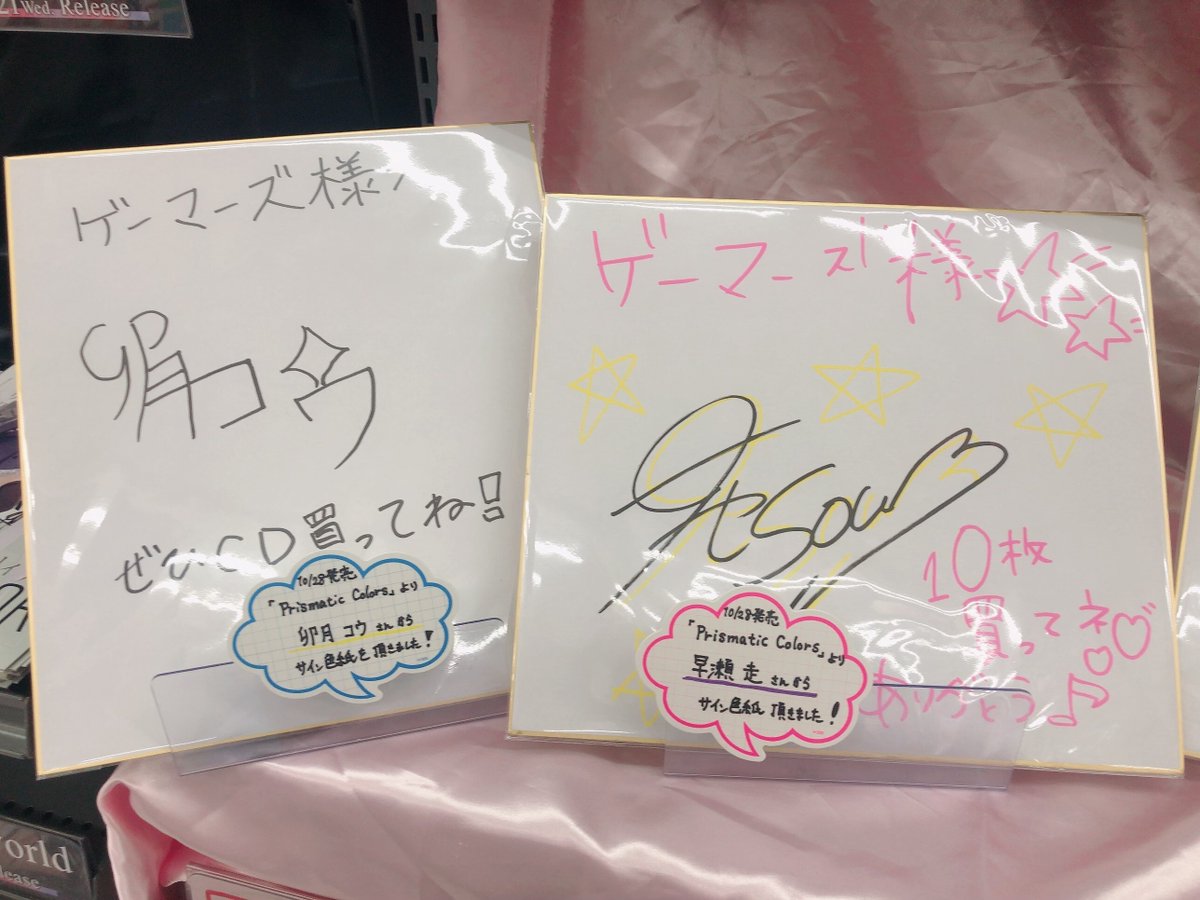 21 Wed. Release
ゲーマーズ様
卯月コウ
ぜひCD買ってね!!
10/28発売
「Prismatic Colors」より
卯月 コウ さんから
サイン色紙を頂きました!
ゲーマーズ様
SOU
10枚
買ってネ♡♡
ありがとう♪
10/28発売
「Prismatic Colors」より
早瀬 走 さんから
サイン色紙 頂きました!
world
lease